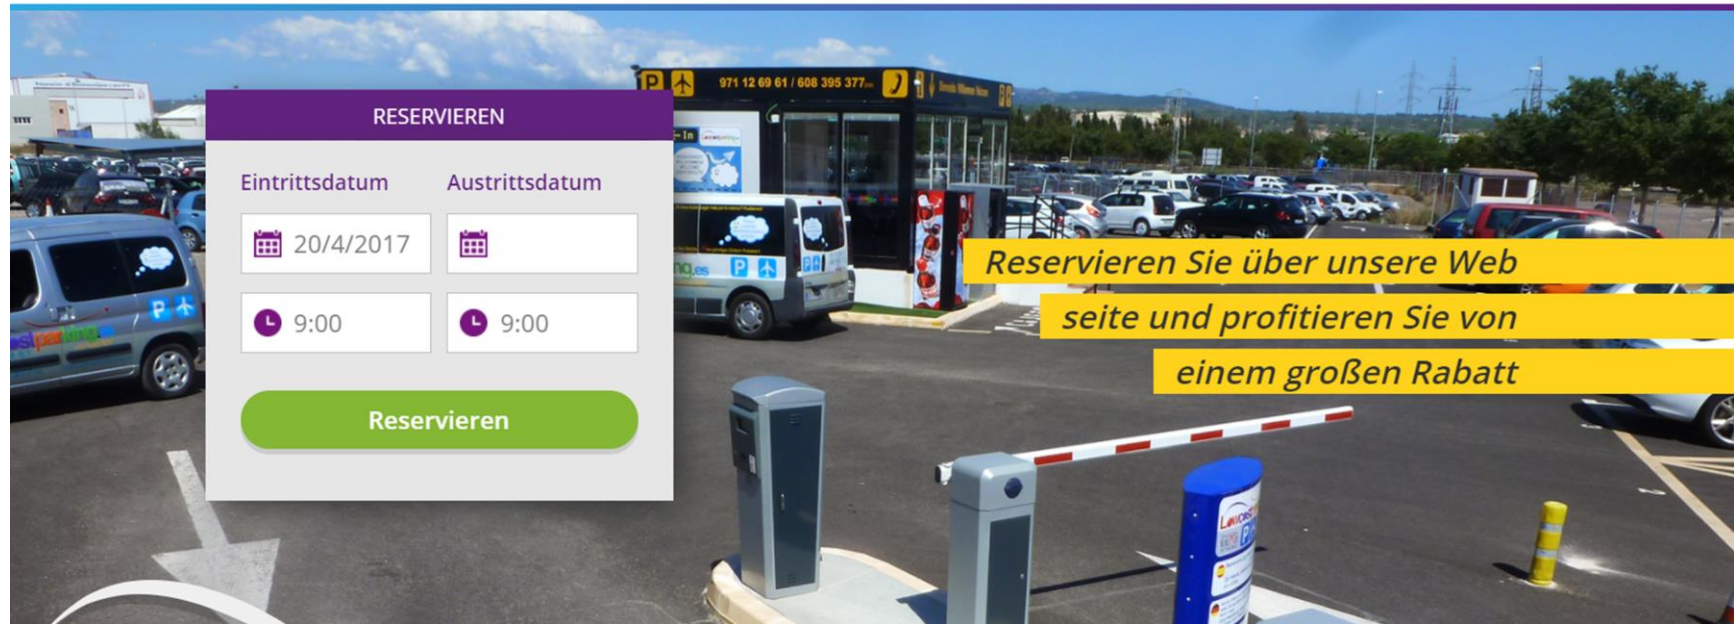 971 12 69 61 / 608 395 377
RESERVIEREN
Eintrittsdatum
Austrittsdatum
20/4/2017
9:00
9:00
Reservieren
Reservieren Sie über unsere Web
seite und profitieren Sie von
einem großen Rabatt